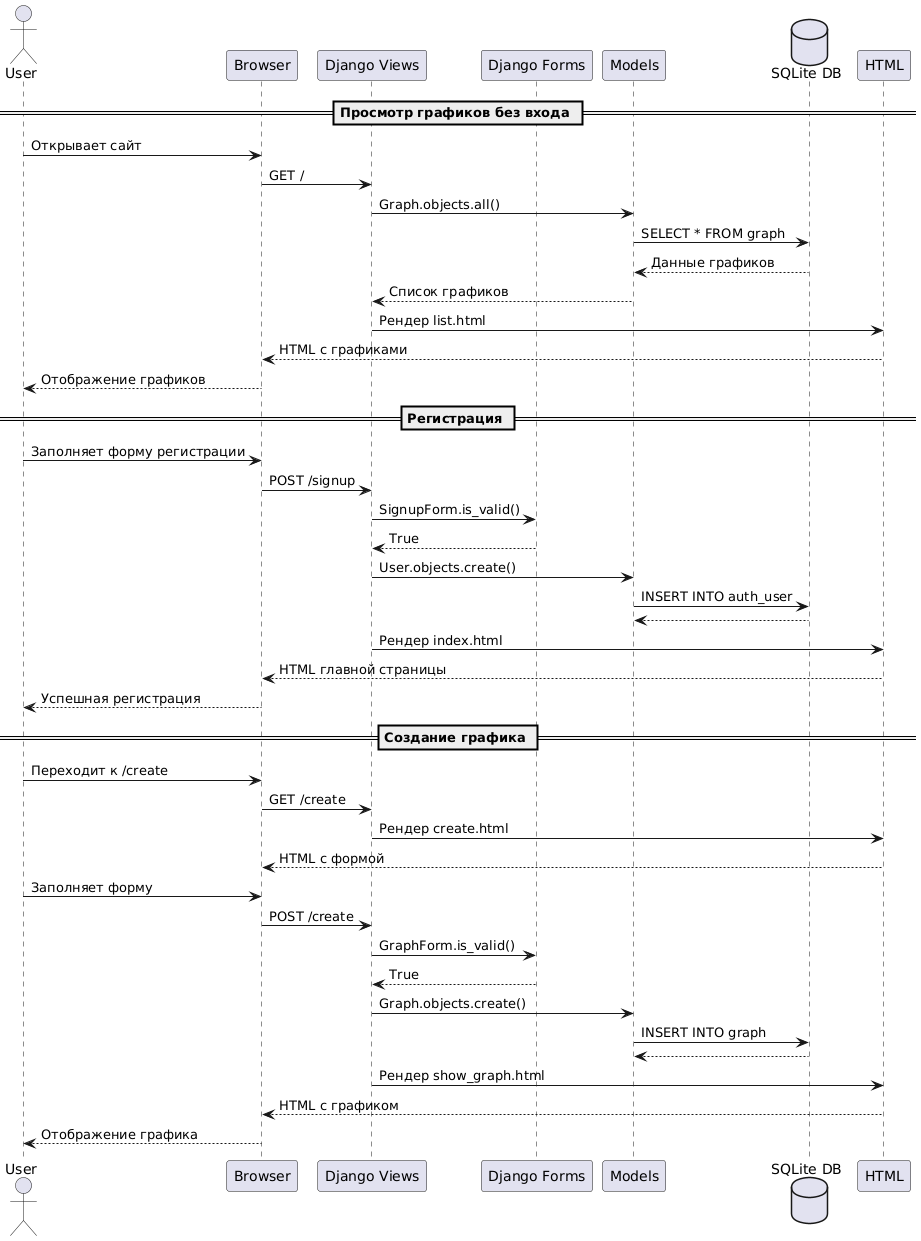 User
Browser
Django Views
Django Forms
Models
SQLite DB
HTML
Просмотр графиков без входа
Открывает сайт
GET /
Graph.objects.all()
SELECT * FROM graph
Данные графиков
Список графиков
Рендер list.html
HTML с графиками
Отображение графиков
Регистрация
Заполняет форму регистрации
POST /signup
SignupForm.is_valid()
True
User.objects.create()
INSERT INTO auth_user
Рендер index.html
HTML главной страницы
Успешная регистрация
Создание графика
Переходит к /create
GET /create
Рендер create.html
HTML с формой
Заполняет форму
POST /create
GraphForm.is_valid()
True
Graph.objects.create()
INSERT INTO graph
Рендер show_graph.html
HTML с графиком
Отображение графика
User
Browser
Django Views
Django Forms
Models
SQLite DB
HTML